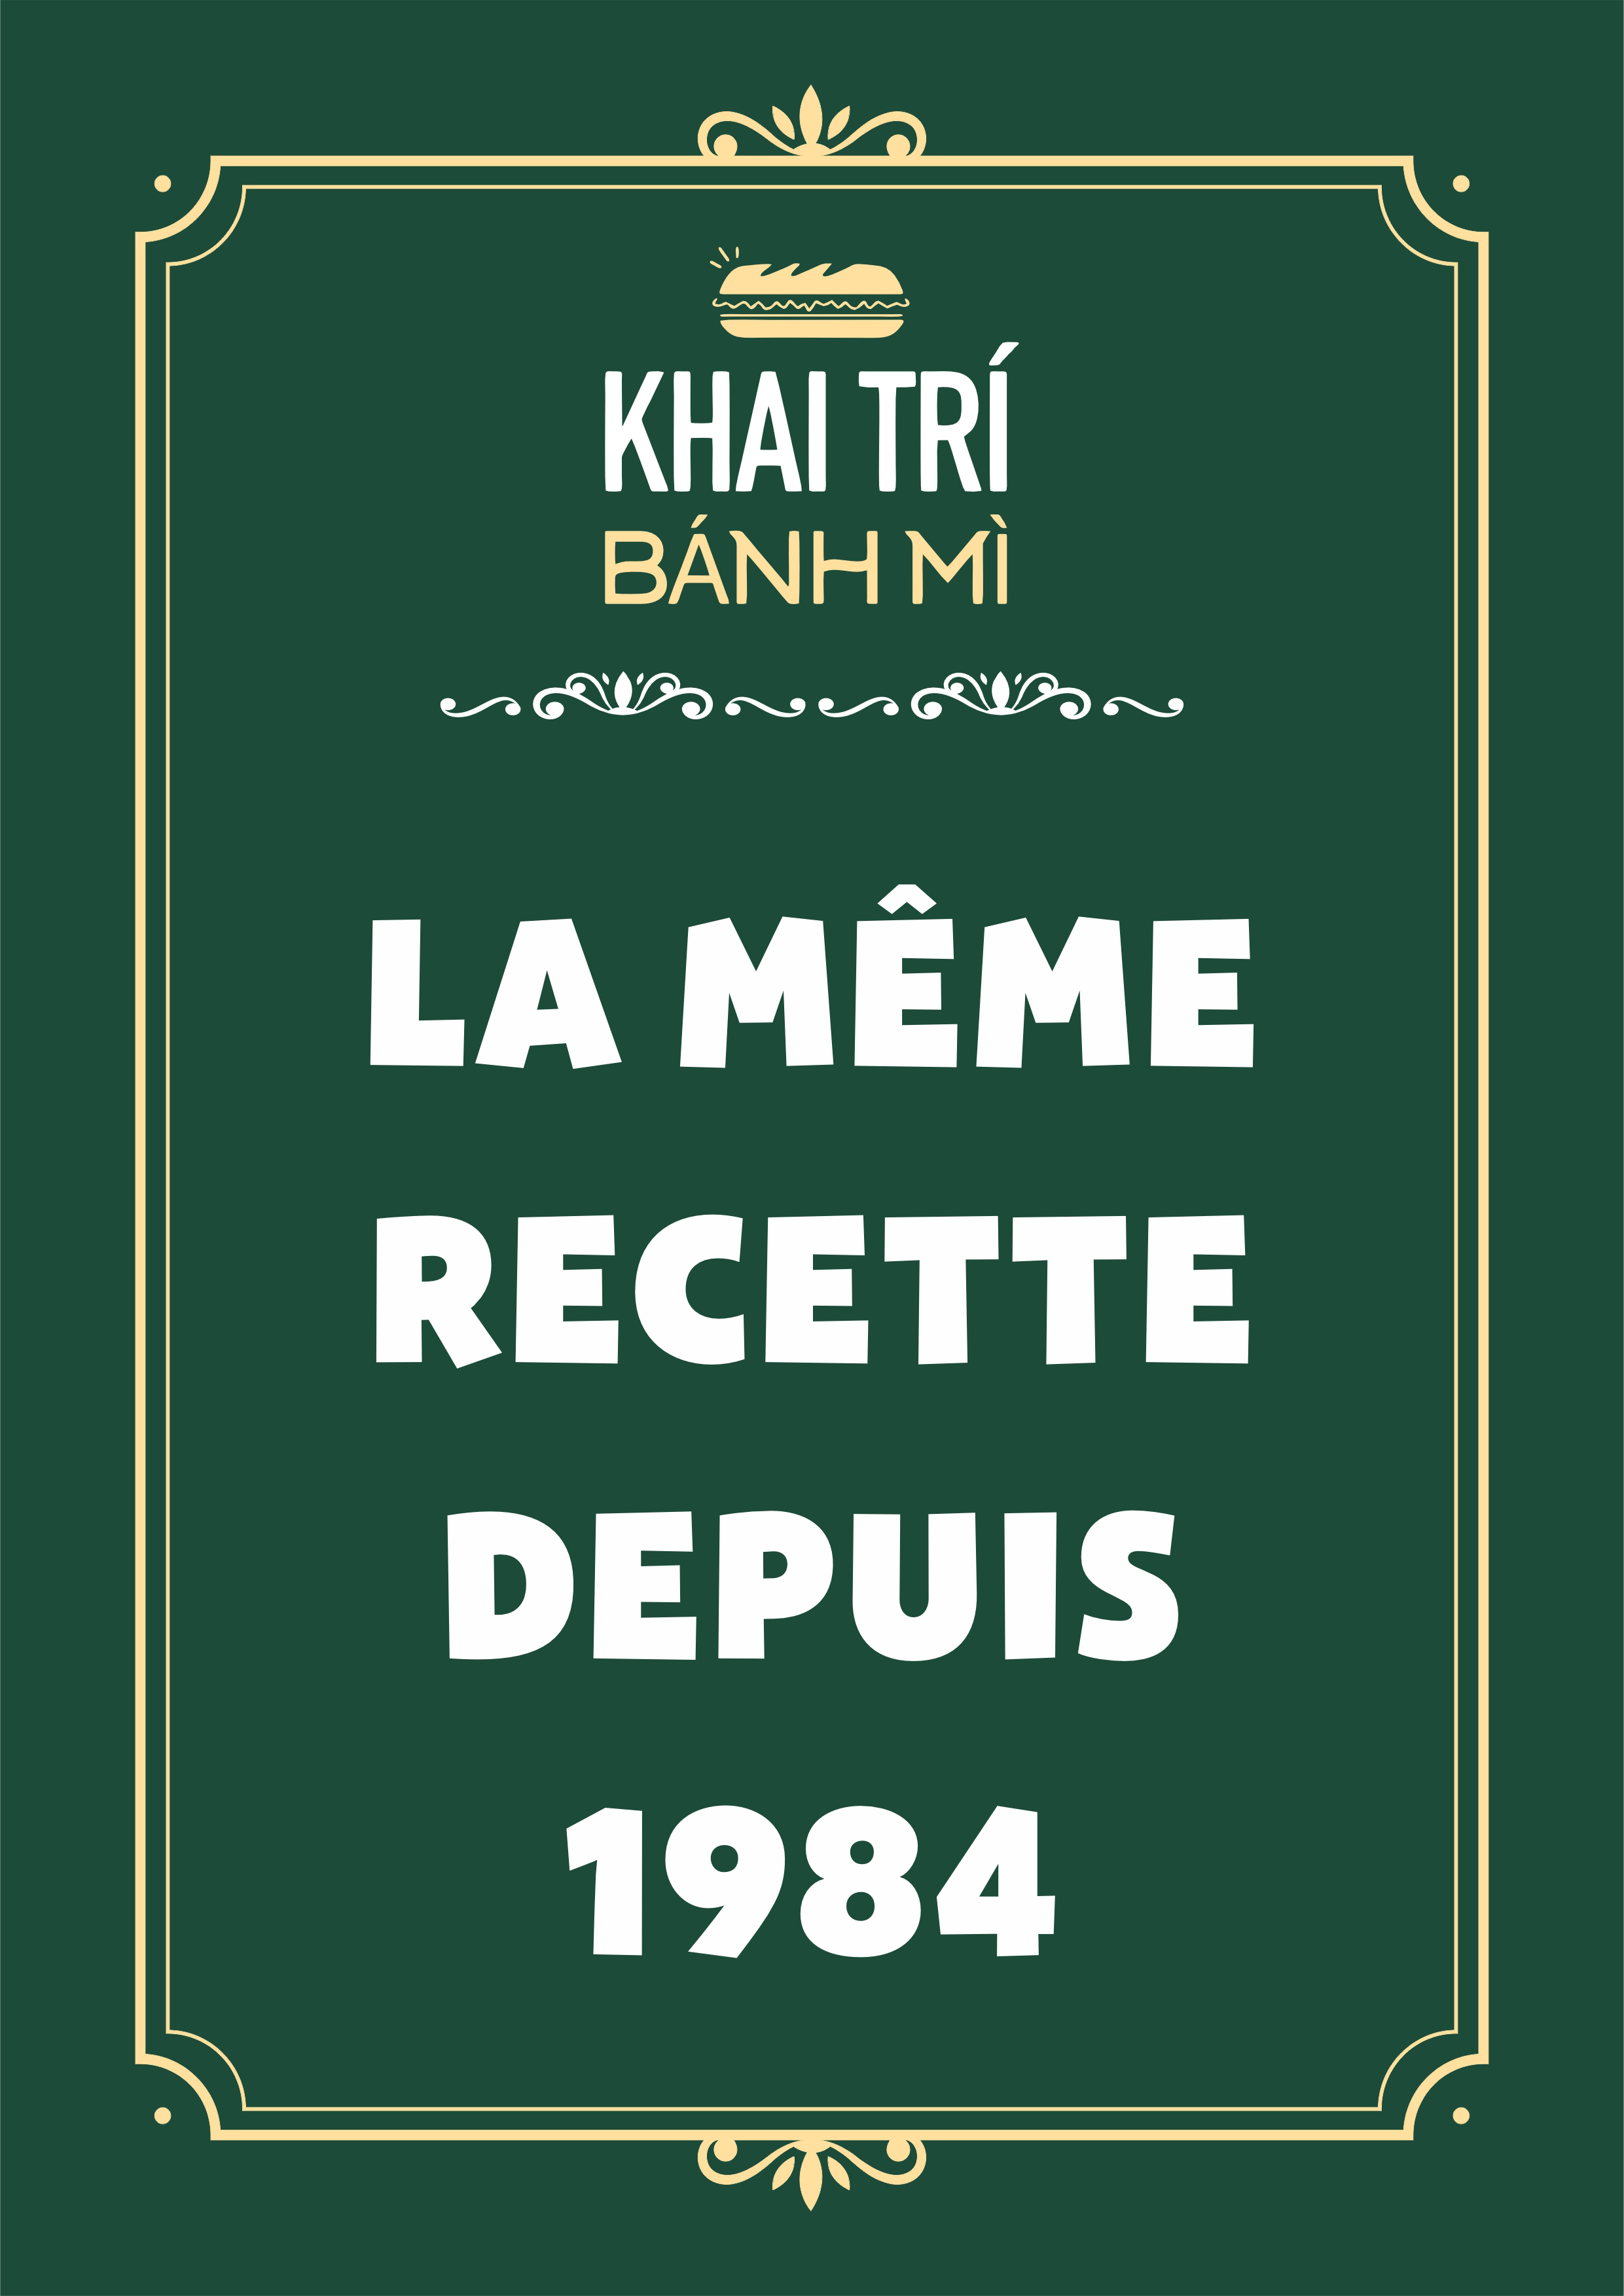 KHAI TRÍ
BÁNH MÌ
LA MÊME
RECETTE
DEPUIS
1984